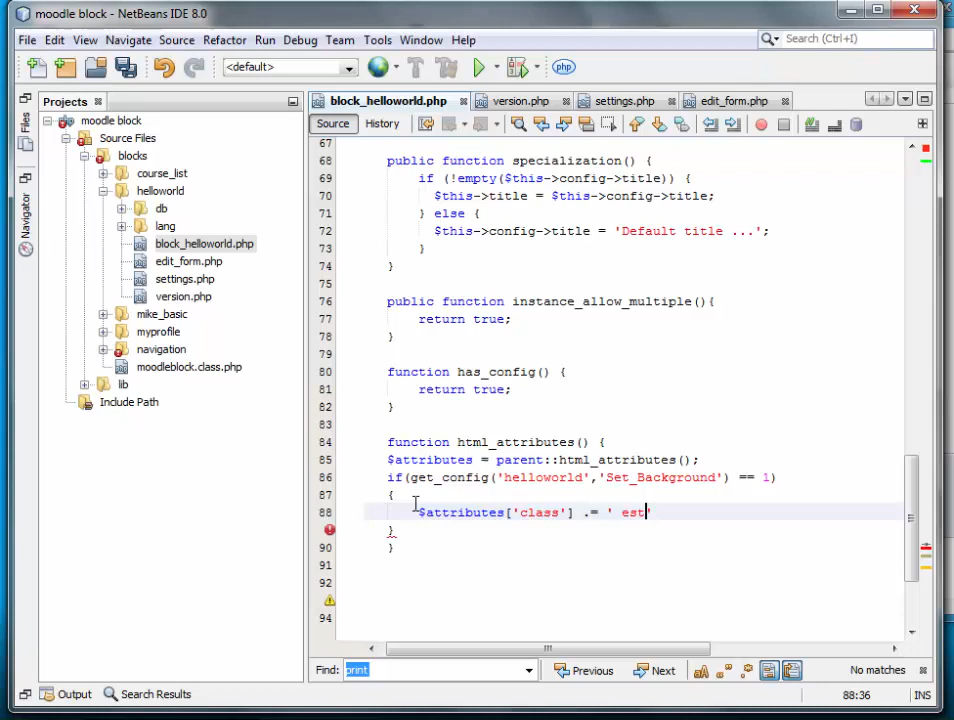 moodle block - NetBeans IDE 8.0
File Edit View Navigate Source Refactor Run Debug Team Tools Window Help
Search (Ctrl+I)
<default>
php
Files
Navigator
Projects
moodle block
Source Files
blocks
course_list
helloworld
db
lang
block_helloworld.php
edit_form.php
settings.php
version.php
mike_basic
myprofile
navigation
moodleblock.class.php
lib
Include Path
block_helloworld.php version.php settings.php edit_form.php
Source History
67
68 public function specialization() {
69 if (!empty($this->config->title)) {
70 $this->title = $this->config->title;
71 } else {
72 $this->config->title = 'Default title ...';
73 }
74 }
75
76 public function instance_allow_multiple(){
77 return true;
78 }
79
80 function has_config() {
81 return true;
82 }
83
84 function html_attributes() {
85 $attributes = parent::html_attributes();
86 if(get_config('helloworld','Set_Background') == 1)
87 {
88 $attributes['class'] .= ' est'
}
90 }
91
92
94
Find: print Previous Next No matches
Output Search Results 88:36 INS